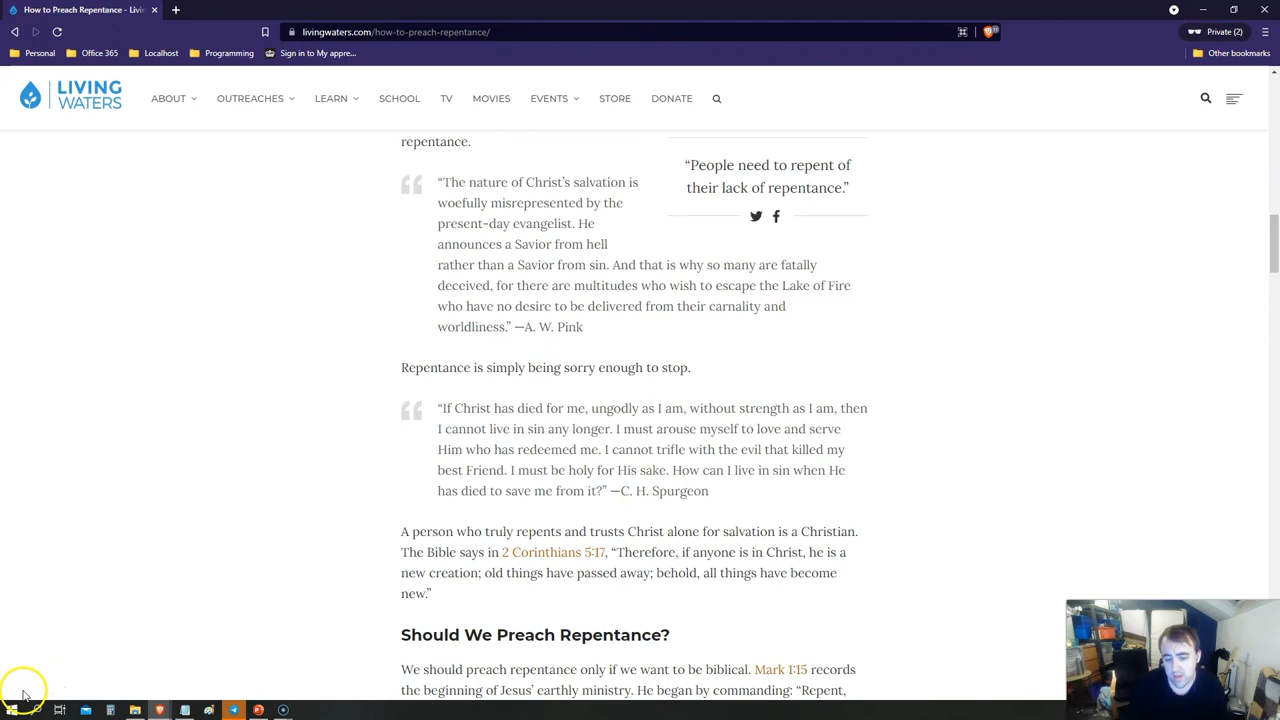 How to Preach Repentance - Livi
livingwaters.com/how-to-preach-repentance/
Private (2)
Personal
Office 365
Localhost
Programming
Sign in to My appre...
Other bookmarks
LIVING
WATERS
ABOUT
OUTREACHES
LEARN
SCHOOL
TV
MOVIES
EVENTS
STORE
DONATE
repentance.
“People need to repent of
their lack of repentance.”
“The nature of Christ’s salvation is
woefully misrepresented by the
present-day evangelist. He
announces a Savior from hell
rather than a Savior from sin. And that is why so many are fatally
deceived, for there are multitudes who wish to escape the Lake of Fire
who have no desire to be delivered from their carnality and
worldliness.” —A. W. Pink
Repentance is simply being sorry enough to stop.
“If Christ has died for me, ungodly as I am, without strength as I am, then
I cannot live in sin any longer. I must arouse myself to love and serve
Him who has redeemed me. I cannot trifle with the evil that killed my
best Friend. I must be holy for His sake. How can I live in sin when He
has died to save me from it?” —C. H. Spurgeon
A person who truly repents and trusts Christ alone for salvation is a Christian.
The Bible says in 2 Corinthians 5:17, “Therefore, if anyone is in Christ, he is a
new creation; old things have passed away; behold, all things have become
new.”
Should We Preach Repentance?
We should preach repentance only if we want to be biblical. Mark 1:15 records
the beginning of Jesus’ earthly ministry. He began by commanding: “Repent,